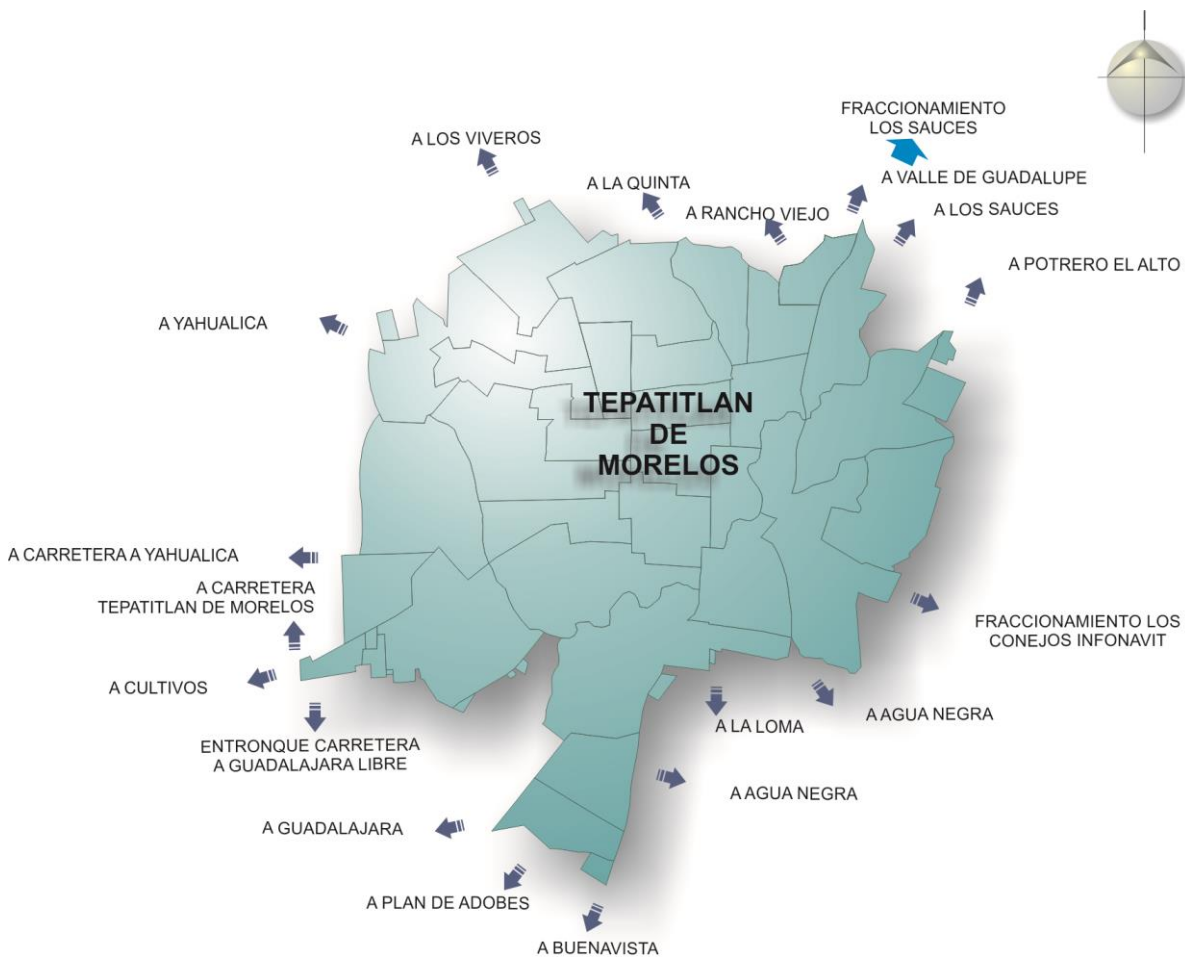 FRACCIONAMIENTO
LOS SAUCES
A LOS VIVEROS
A LA QUINTA
A VALLE DE GUADALUPE
A RANCHO VIEJO
A LOS SAUCES
A POTRERO EL ALTO
A YAHUALICA
TEPATITLAN
DE
MORELOS
A CARRETERA A YAHUALICA
A CARRETERA
TEPATITLAN DE MORELOS
FRACCIONAMIENTO LOS
CONEJOS INFONAVIT
A CULTIVOS
A AGUA NEGRA
A LA LOMA
ENTRONQUE CARRETERA
A GUADALAJARA LIBRE
A AGUA NEGRA
A GUADALAJARA
A PLAN DE ADOBES
A BUENAVISTA